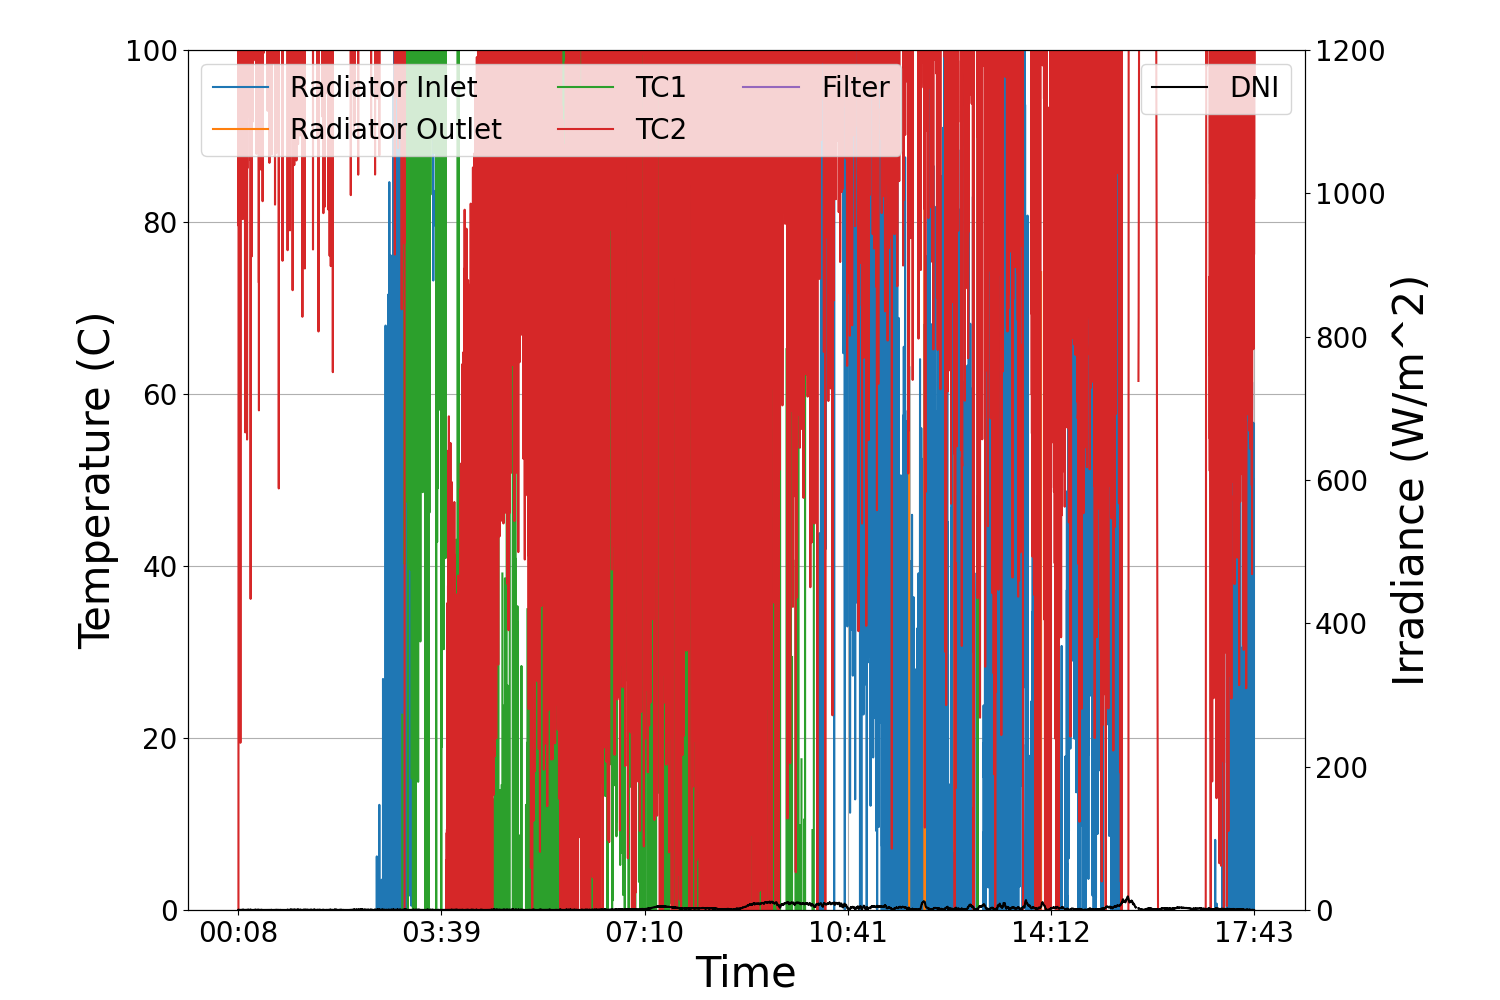 100
80
60
40
20
0
Temperature (C)
Radiator Inlet
Radiator Outlet
TC1
TC2
Filter
DNI
1200
1000
800
600
400
200
0
Irradiance (W/m^2)
00:08
03:39
07:10
10:41
14:12
17:43
Time